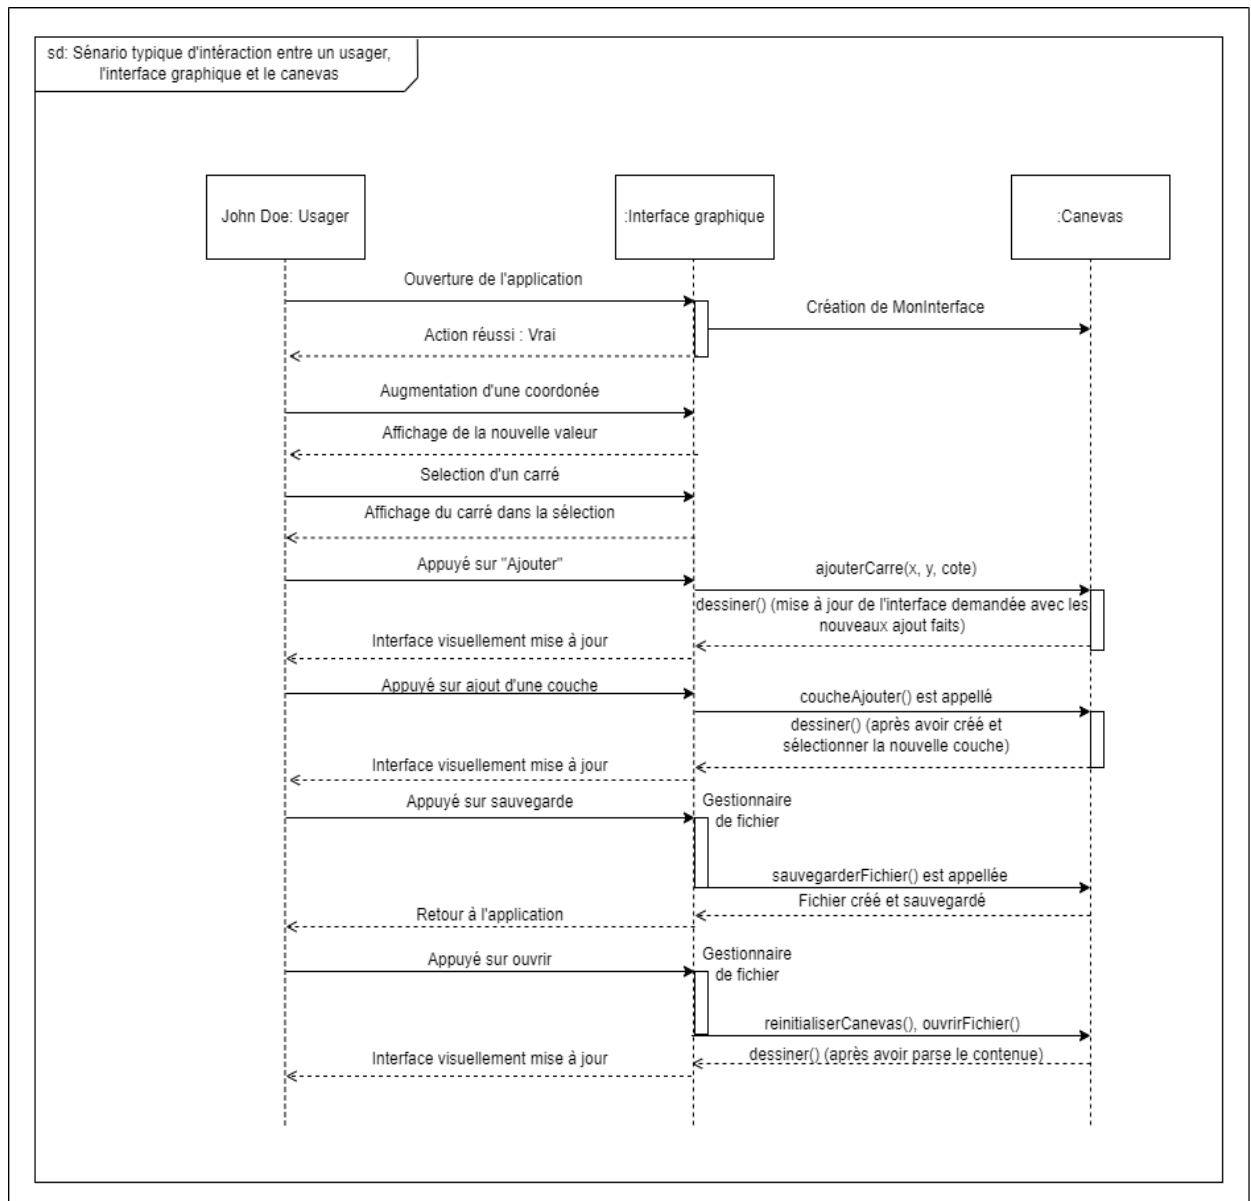 sd: Sénario typique d'intéraction entre un usager,
l'interface graphique et le canevas
John Doe: Usager
:Interface graphique
:Canevas
Ouverture de l'application
Création de MonInterface
Action réussi : Vrai
Augmentation d'une coordonée
Affichage de la nouvelle valeur
Selection d'un carré
Affichage du carré dans la sélection
Appuyé sur "Ajouter"
ajouterCarre(x, y, cote)
dessiner() (mise à jour de l'interface demandée avec les
nouveaux ajout faits)
Interface visuellement mise à jour
Appuyé sur ajout d'une couche
coucheAjouter() est appellé
dessiner() (après avoir créé et
sélectionner la nouvelle couche)
Interface visuellement mise à jour
Appuyé sur sauvegarde
Gestionnaire
de fichier
sauvegarderFichier() est appellée
Fichier créé et sauvegardé
Retour à l'application
Appuyé sur ouvrir
Gestionnaire
de fichier
reinitialiserCanevas(), ouvrirFichier()
dessiner() (après avoir parse le contenue)
Interface visuellement mise à jour